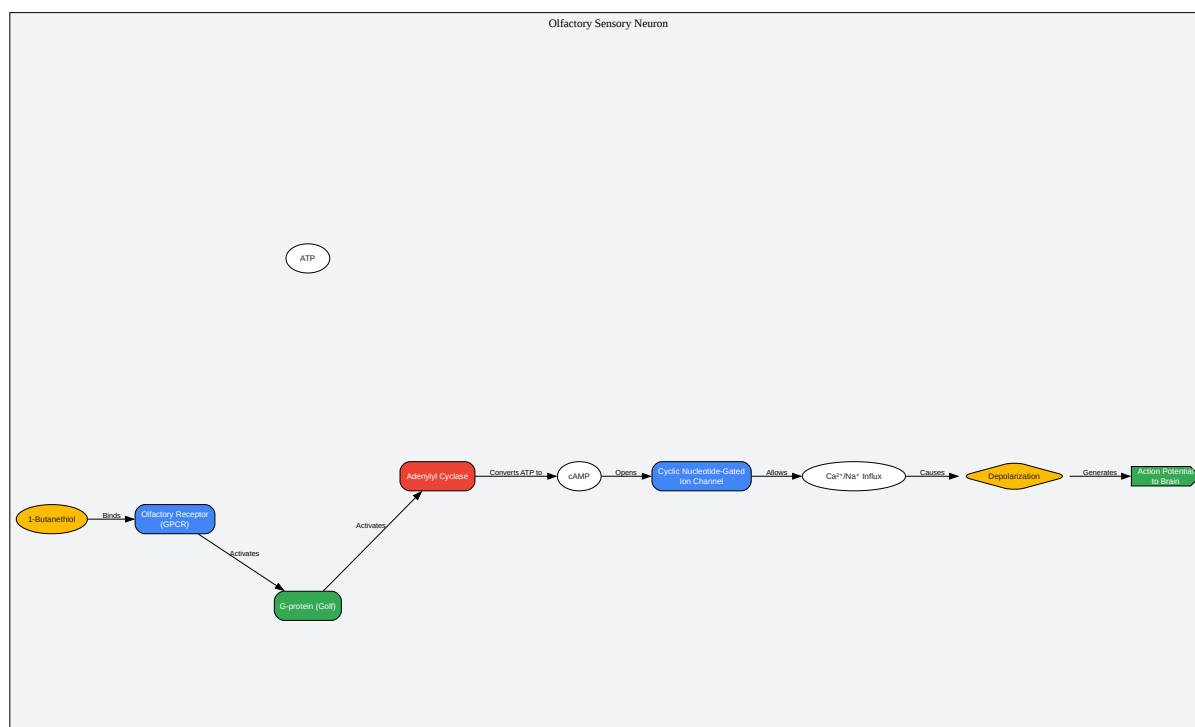 Olfactory Sensory Neuron
ATP
Adenylyl Cyclase
Converts ATP to
cAMP
Opens
Cyclic Nucleotide-Gated
Ion Channel
Allows
Ca²⁺/Na⁺ Influx
Causes
Depolarization
Generates
Action Potential
to Brain
1-Butanethiol
Binds
Olfactory Receptor
(GPCR)
Activates
Activates
G-protein (Golf)